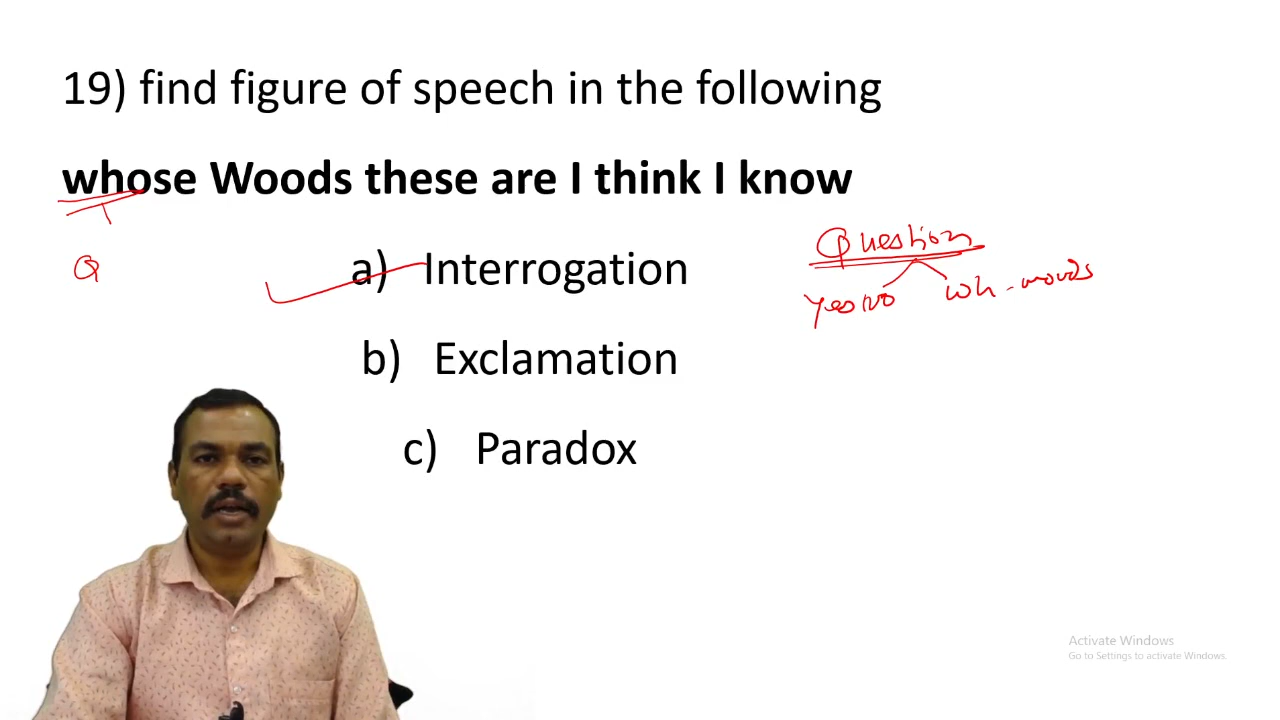 19) find figure of speech in the following
whose Woods these are I think I know
Q
a) Interrogation
Question
Yes No
Wh-words
b) Exclamation
c) Paradox
Activate Windows
Go to Settings to activate Windows.